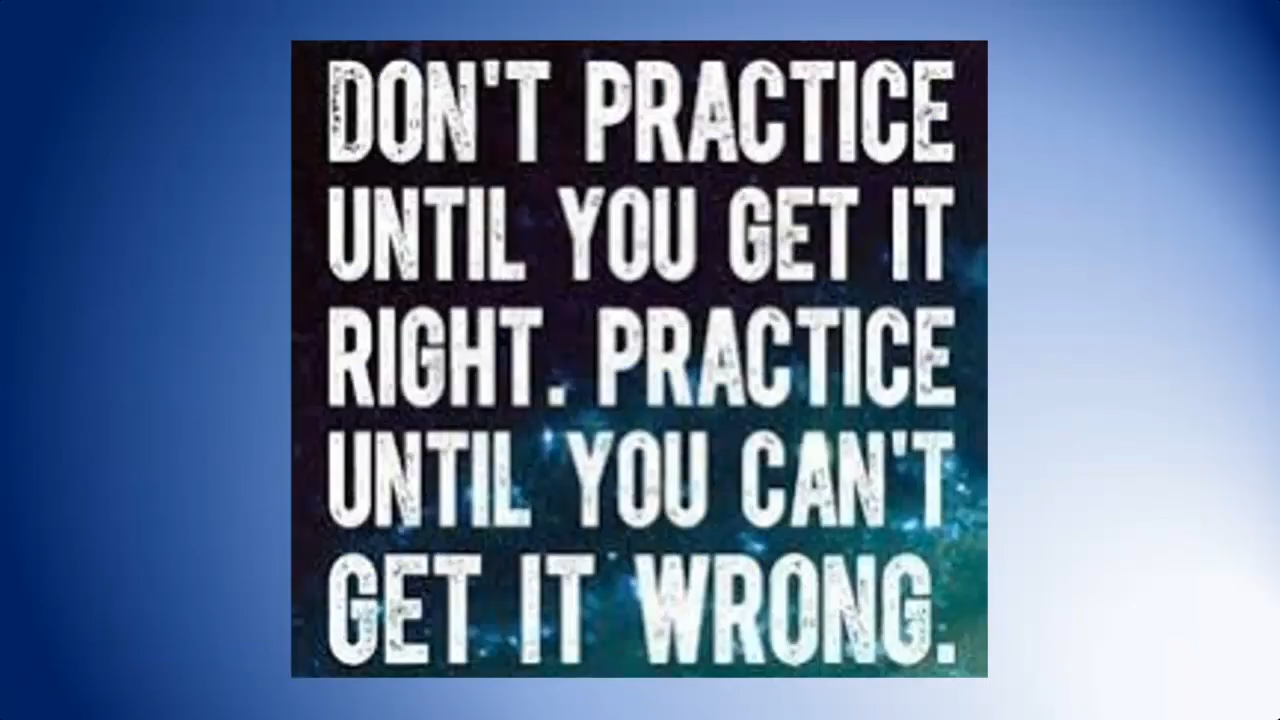 DON'T PRACTICE
UNTIL YOU GET IT
RIGHT. PRACTICE
UNTIL YOU CAN'T
GET IT WRONG.